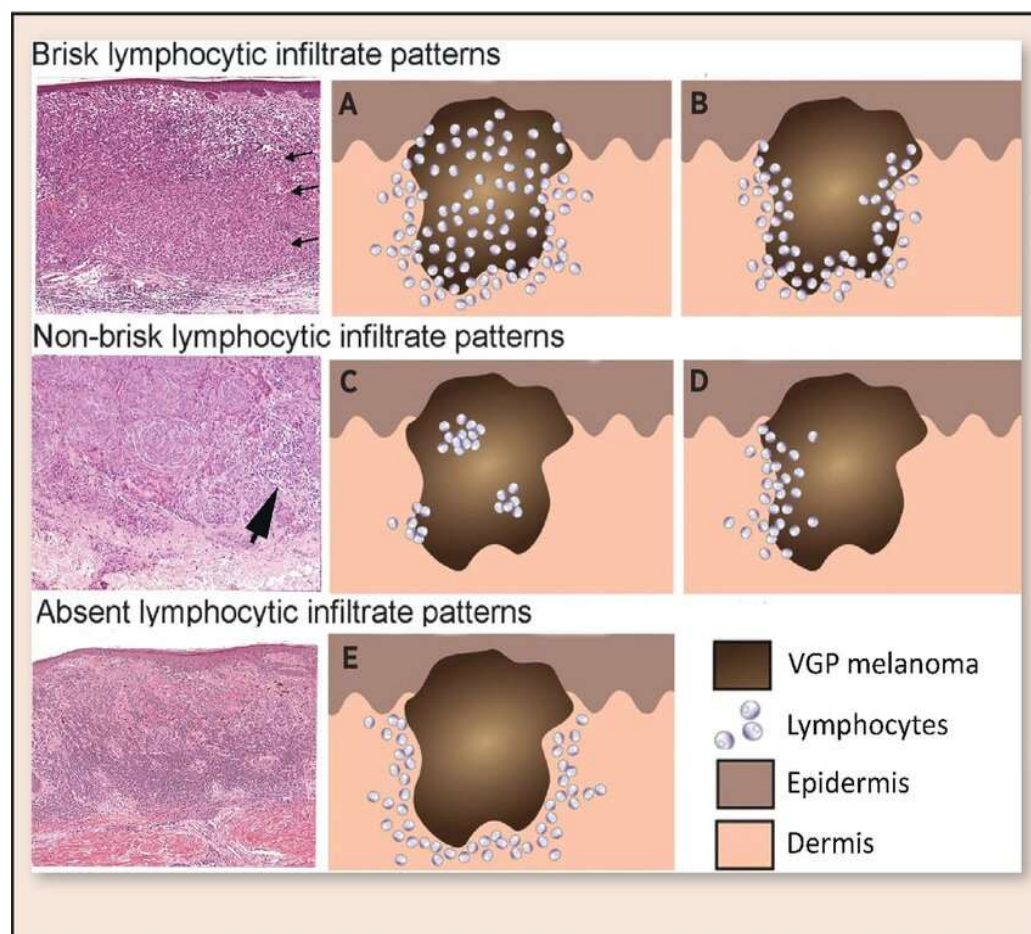 Brisk lymphocytic infiltrate patterns
A
B
Non-brisk lymphocytic infiltrate patterns
C
D
Absent lymphocytic infiltrate patterns
E
VGP melanoma
Lymphocytes
Epidermis
Dermis